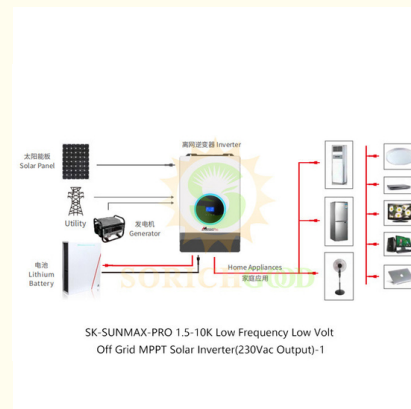 离网逆变器 Inverter
太阳能板
Solar Panel
Utility
发电机
Generator
电池
Lithium
Battery
Home Appliances
家庭应用
SORICHGOOD
SK-SUNMAX-PRO 1.5-10K Low Frequency Low Volt
Off Grid MPPT Solar Inverter(230Vac Output)-1